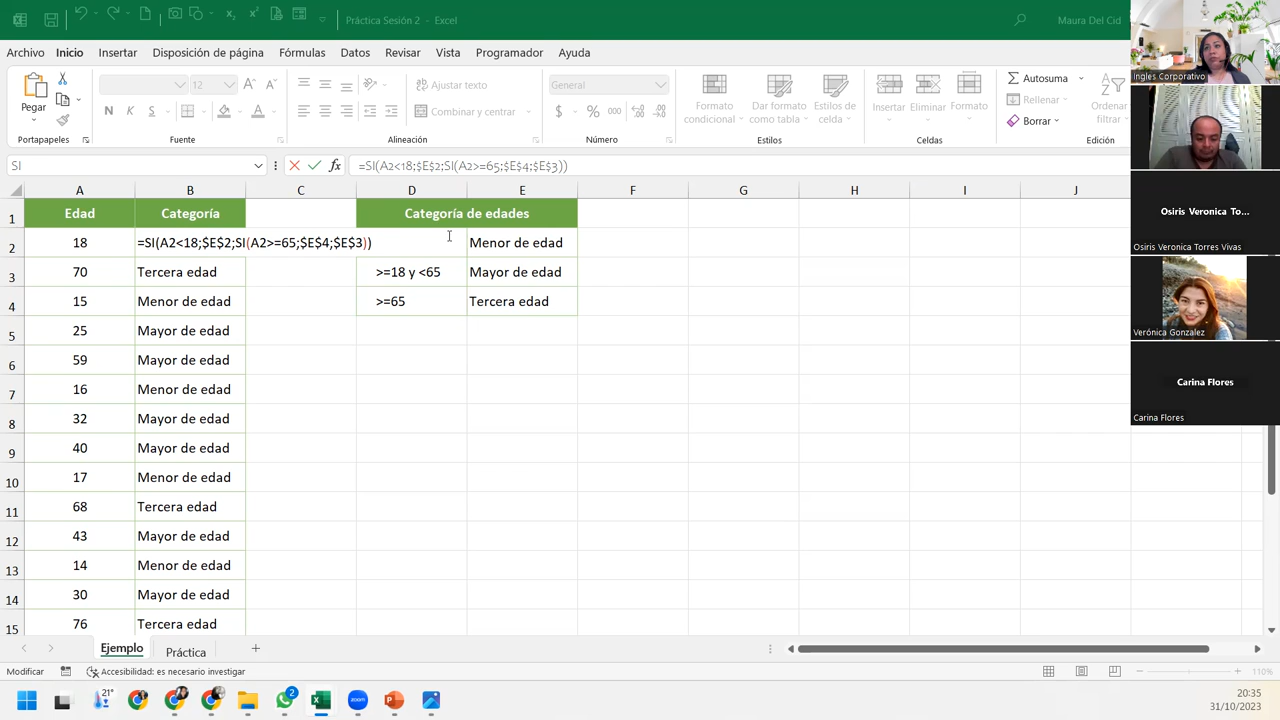 Práctica Sesión 2 - Excel
Maura Del Cid
Archivo Inicio Insertar Disposición de página Fórmulas Datos Revisar Vista Programador Ayuda
Pegar
12
N K S
ab Ajustar texto
Combinar y centrar
General
$ % 000
Formato condicional
Dar formato como tabla
Estilos de celda
Insertar Eliminar Formato
Autosuma
Rellenar
Borrar
Ordenar
filtrar
Portapapeles Fuente Alineación Número Estilos Celdas Edición
SI
fx =SI(A2<18;$E$2;SI(A2>=65;$E$4;$E$3))
A B C D E F G H I J
1 Edad Categoría Categoría de edades
2 18 =SI(A2<18;$E$2;SI(A2>=65;$E$4;$E$3)) Menor de edad
3 70 Tercera edad >=18 y <65 Mayor de edad
4 15 Menor de edad >=65 Tercera edad
5 25 Mayor de edad
6 59 Mayor de edad
7 16 Menor de edad
8 32 Mayor de edad
9 40 Mayor de edad
10 17 Menor de edad
11 68 Tercera edad
12 43 Mayor de edad
13 14 Menor de edad
14 30 Mayor de edad
15 76 Tercera edad
Ejemplo Práctica
Modificar Accesibilidad: es necesario investigar
110%
21°
2
zoom
20:35
31/10/2023
Ingles Corporativo
Osiris Veronica To...
Osiris Veronica Torres Vivas
Verónica Gonzalez
Carina Flores
Carina Flores